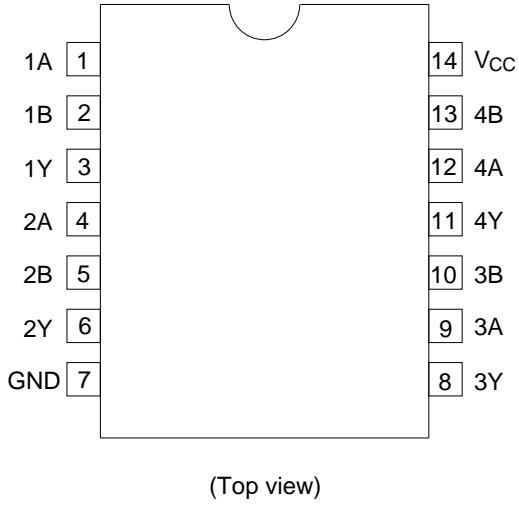 1A 1 14 VCC
1B 2 13 4B
1Y 3 12 4A
2A 4 11 4Y
2B 5 10 3B
2Y 6 9 3A
GND 7 8 3Y
(Top view)